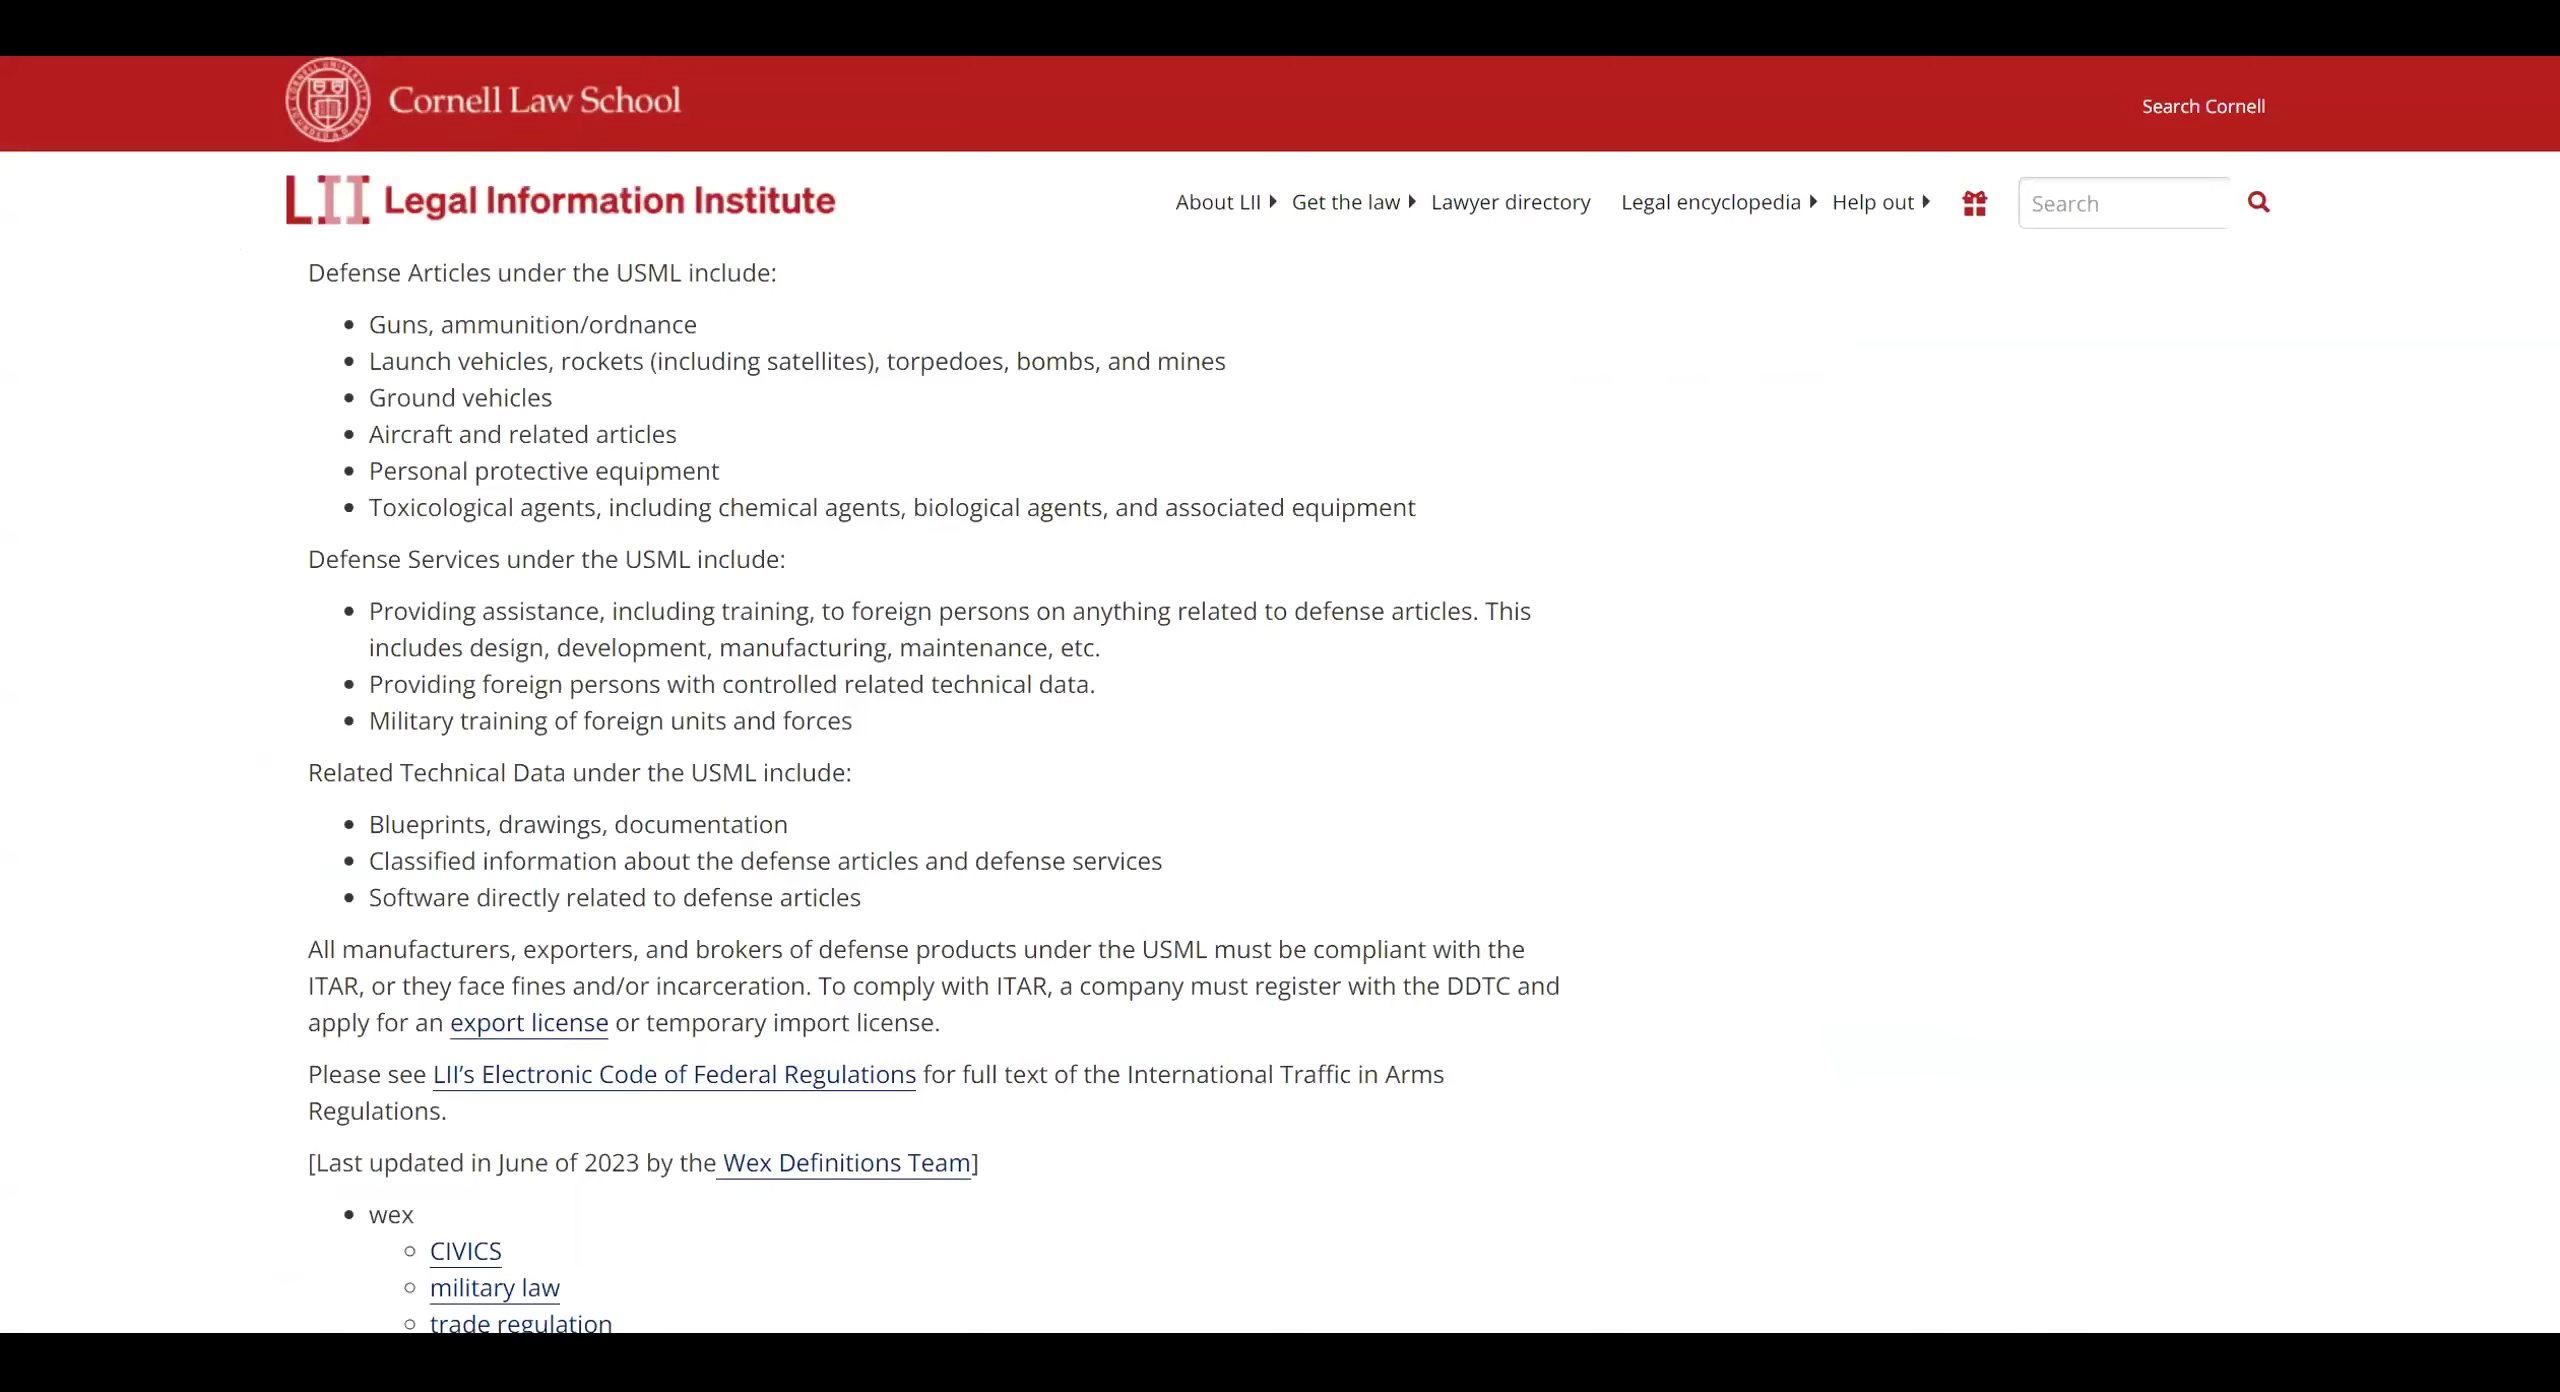 Cornell Law School
Search Cornell
LII Legal Information Institute
About LII Get the law Lawyer directory Legal encyclopedia Help out Search
Defense Articles under the USML include:
Guns, ammunition/ordnance
Launch vehicles, rockets (including satellites), torpedoes, bombs, and mines
Ground vehicles
Aircraft and related articles
Personal protective equipment
Toxicological agents, including chemical agents, biological agents, and associated equipment
Defense Services under the USML include:
Providing assistance, including training, to foreign persons on anything related to defense articles. This
includes design, development, manufacturing, maintenance, etc.
Providing foreign persons with controlled related technical data.
Military training of foreign units and forces
Related Technical Data under the USML include:
Blueprints, drawings, documentation
Classified information about the defense articles and defense services
Software directly related to defense articles
All manufacturers, exporters, and brokers of defense products under the USML must be compliant with the
ITAR, or they face fines and/or incarceration. To comply with ITAR, a company must register with the DDTC and
apply for an export license or temporary import license.
Please see LII’s Electronic Code of Federal Regulations for full text of the International Traffic in Arms
Regulations.
[Last updated in June of 2023 by the Wex Definitions Team]
wex
CIVICS
military law
trade regulation